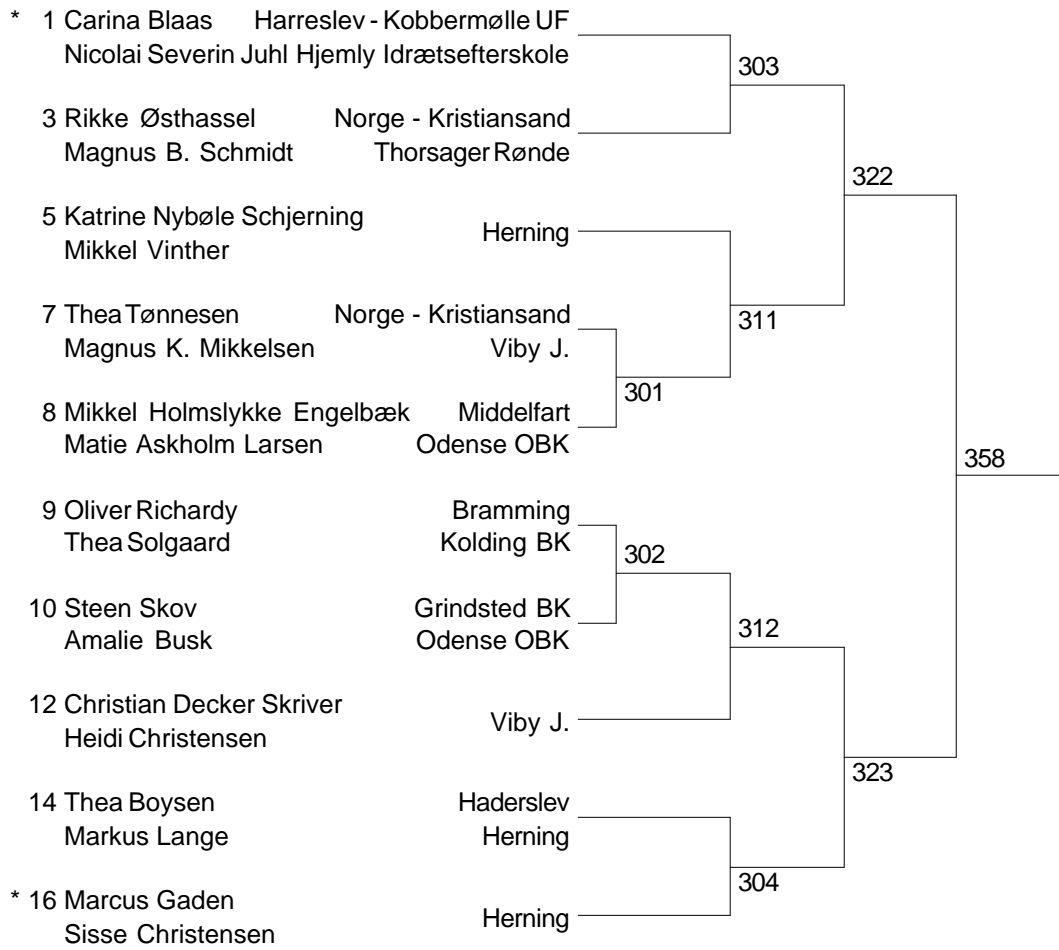 * 1 Carina Blaas Harreslev - Kobbermølle UF
Nicolai Severin Juhl Hjemly Idrætsefterskole
303
3 Rikke Østhassel Norge - Kristiansand
Magnus B. Schmidt Thorsager Rønde
322
5 Katrine Nybøle Schjerning
Herning
Mikkel Vinther
7 Thea Tønnesen Norge - Kristiansand
311
Magnus K. Mikkelsen Viby J.
301
8 Mikkel Holmslykke Engelbæk Middelfart
Matie Askholm Larsen Odense OBK
358
9 Oliver Richardy Bramming
Thea Solgaard Kolding BK
302
10 Steen Skov Grindsted BK
312
Amalie Busk Odense OBK
12 Christian Decker Skriver
Viby J.
Heidi Christensen
323
14 Thea Boysen Haderslev
Markus Lange Herning
304
* 16 Marcus Gaden
Herning
Sisse Christensen